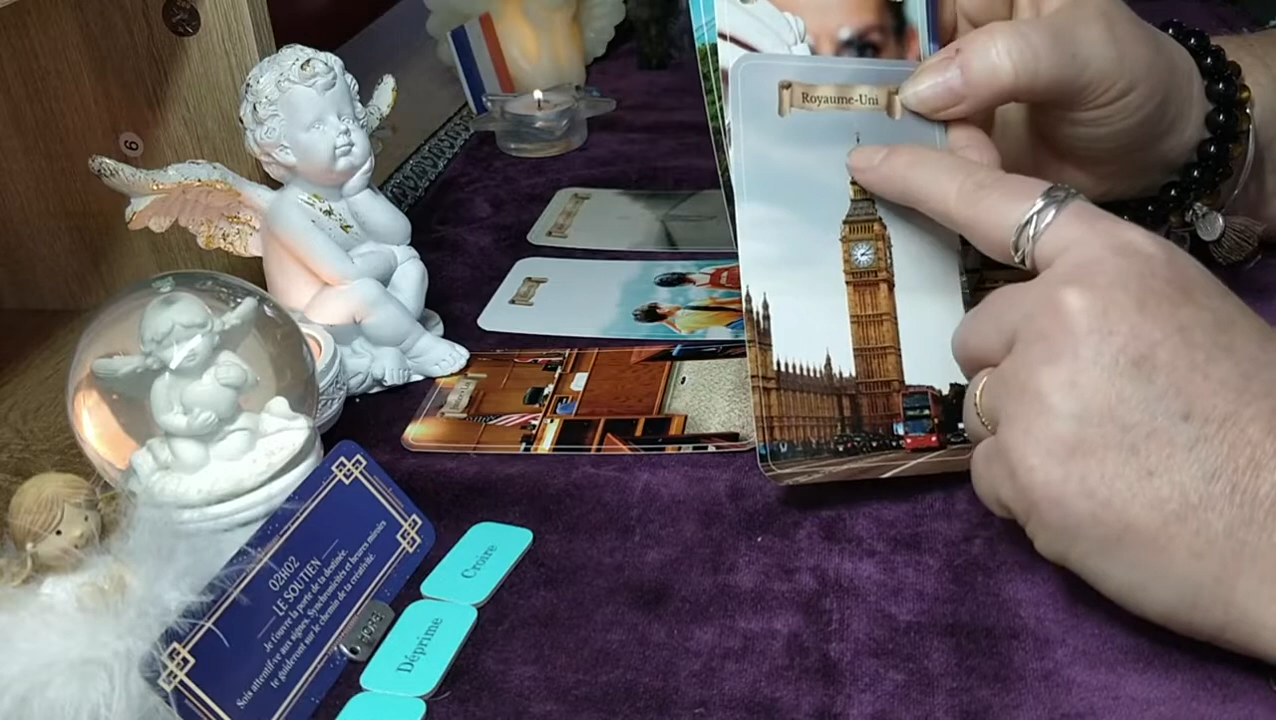 Royaume-Uni
02H02
LE SOUTIEN
Je t'ouvre la porte de ta destinée.
Sois attentif·ve aux signes. Synchronicités et heures miroirs
te guideront sur le chemin de la créativité.
Croire
Déprime